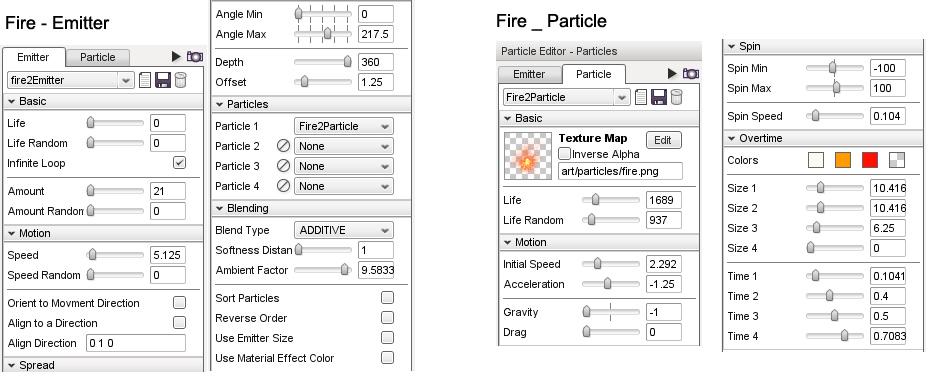 Fire - Emitter
Emitter Particle
fire2Emitter
Basic
Life 0
Life Random 0
Infinite Loop
Amount 21
Amount Random 0
Motion
Speed 5.125
Speed Random 0
Orient to Movment Direction
Align to a Direction
Align Direction 0 1 0
Spread
Angle Min 0
Angle Max 217.5
Depth 360
Offset 1.25
Particles
Particle 1 Fire2Particle
Particle 2 None
Particle 3 None
Particle 4 None
Blending
Blend Type ADDITIVE
Softness Distan 1
Ambient Factor 9.5833
Sort Particles
Reverse Order
Use Emitter Size
Use Material Effect Color
Fire _ Particle
Particle Editor - Particles
Emitter Particle
Fire2Particle
Basic
Texture Map Edit
Inverse Alpha
art/particles/fire.png
Life 1689
Life Random 937
Motion
Initial Speed 2.292
Acceleration -1.25
Gravity -1
Drag 0
Spin
Spin Min -100
Spin Max 100
Spin Speed 0.104
Overtime
Colors
Size 1 10.416
Size 2 10.416
Size 3 6.25
Size 4 0
Time 1 0.1041
Time 2 0.4
Time 3 0.5
Time 4 0.7083